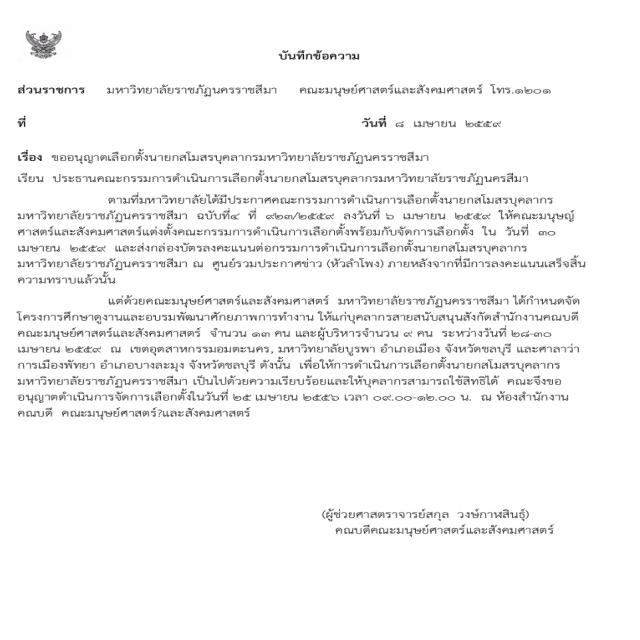 บันทึกข้อความ
ส่วนราชการ มหาวิทยาลัยราชภัฏนครราชสีมา คณะมนุษย์ศาสตร์และสังคมศาสตร์ โทร.๑๒๐๑
ที่ วันที่ ๘ เมษายน ๒๕๕๙
เรื่อง ขออนุญาตเลือกตั้งนายกสโมสรบุคลากรมหาวิทยาลัยราชภัฏนครราชสีมา
เรียน ประธานคณะกรรมการดำเนินการเลือกตั้งนายกสโมสรบุคลากรมหาวิทยาลัยราชภัฏนครสีมา
ตามที่มหาวิทยาลัยได้มีประกาศคณะกรรมการดำเนินการเลือกตั้งนายกสโมสรบุคลากร
มหาวิทยาลัยราชภัฏนครราชสีมา ฉบับที่๔ ที่ ๙๒๓/๒๕๕๙ ลงวันที่ ๖ เมษายน ๒๕๕๙ ให้คณะมนุษญ์
ศาสตร์และสังคมศาสตร์แต่งตั้งคณะกรรมการดำเนินการเลือกตั้งพร้อมกับจัดการเลือกตั้ง ใน วันที่ ๓๐
เมษายน ๒๕๕๙ และส่งกล่องบัตรลงคะแนนต่อกรรมการดำเนินการเลือกตั้งนายกสโมสรบุคลากร
มหาวิทยาลัยราชภัฏนครราชสีมา ณ ศูนย์รวมประกาศข่าว (หัวลำโพง) ภายหลังจากที่มีการลงคะแนนเสร็จสิ้น
ความทราบแล้วนั้น
แต่ด้วยคณะมนุษย์ศาสตร์และสังคมศาสตร์ มหาวิทยาลัยราชภัฏนครราชสีมา ได้กำหนดจัด
โครงการศึกษาดูงานและอบรมพัฒนาศักยภาพการทำงาน ให้แก่บุคลากรสายสนับสนุนสังกัดสำนักงานคณบดี
คณะมนุษย์ศาสตร์และสังคมศาสตร์ จำนวน ๑๓ คน และผู้บริหารจำนวน ๙ คน ระหว่างวันที่ ๒๘-๓๐
เมษายน ๒๕๕๙ ณ เขตอุตสาหกรรมอมตะนคร, มหาวิทยาลัยบูรพา อำเภอเมือง จังหวัดชลบุรี และศาลาว่า
การเมืองพัทยา อำเภอบางละมุง จังหวัดชลบุรี ดังนั้น เพื่อให้การดำเนินการเลือกตั้งนายกสโมสรบุคลากร
มหาวิทยาลัยราชภัฏนครราชสีมา เป็นไปด้วยความเรียบร้อยและให้บุคลากรสามารถใช้สิทธิได้ คณะจึงขอ
อนุญาตดำเนินการจัดการเลือกตั้งในวันที่ ๒๕ เมษายน ๒๕๕๖ เวลา ๐๙.๐๐-๑๒.๐๐ น. ณ ห้องสำนักงาน
คณบดี คณะมนุษย์ศาสตร์?และสังคมศาสตร์
(ผู้ช่วยศาสตราจารย์สกุล วงษ์กาฬสินธุ์)
คณบดีคณะมนุษย์ศาสตร์และสังคมศาสตร์